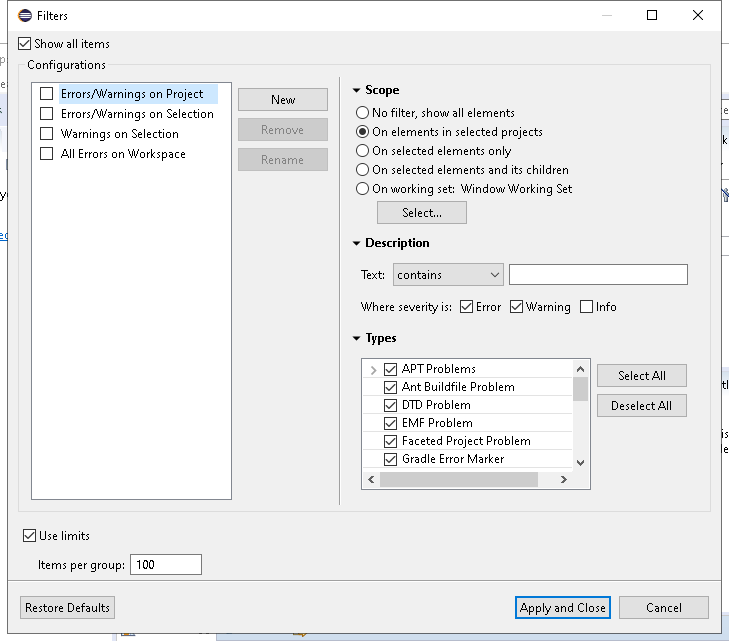 Filters
Show all items
Configurations
Errors/Warnings on Project
Errors/Warnings on Selection
Warnings on Selection
All Errors on Workspace
New
Remove
Rename
Scope
No filter, show all elements
On elements in selected projects
On selected elements only
On selected elements and its children
On working set: Window Working Set
Select...
Description
Text: contains
Where severity is: Error Warning Info
Types
APT Problems
Ant Buildfile Problem
DTD Problem
EMF Problem
Faceted Project Problem
Gradle Error Marker
Select All
Deselect All
Use limits
Items per group: 100
Restore Defaults
Apply and Close
Cancel